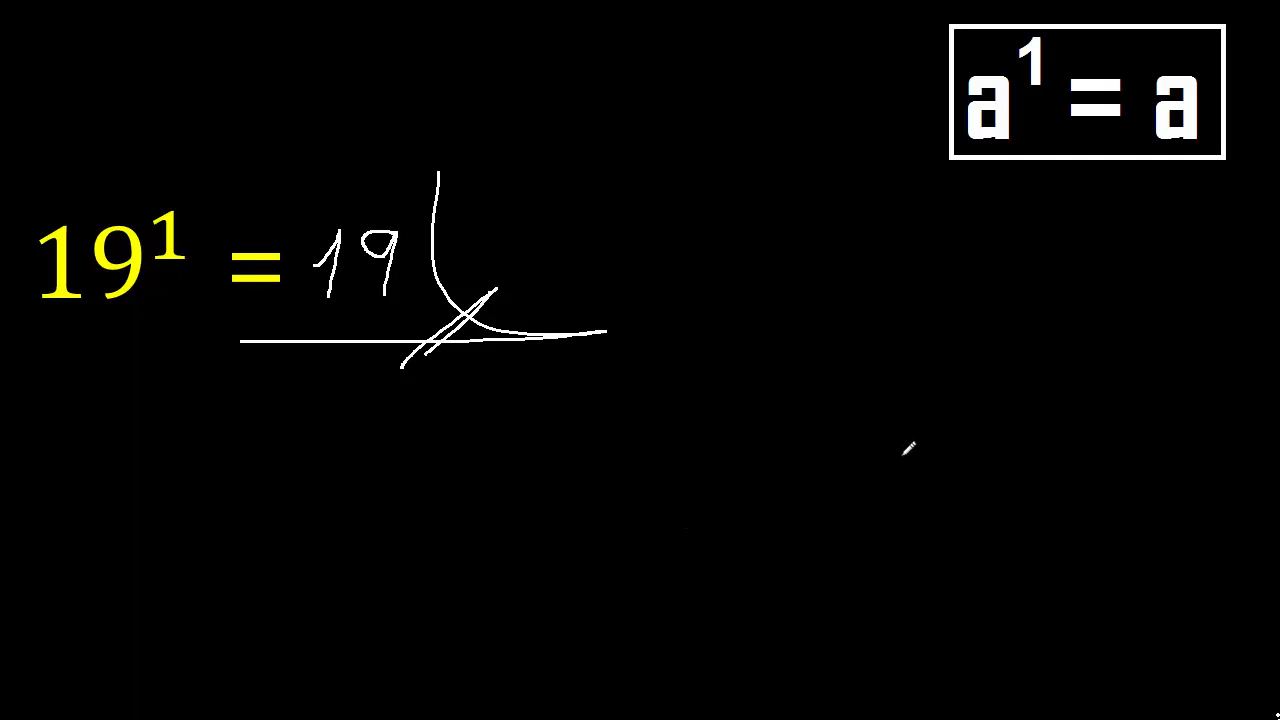 a¹ = a
19¹ = 19